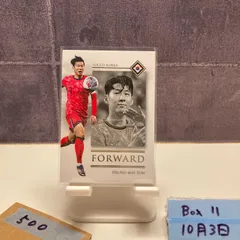 SOUTH KOREA
FORWARD
HEUNG MIN SON
500
Box 11
10月3日